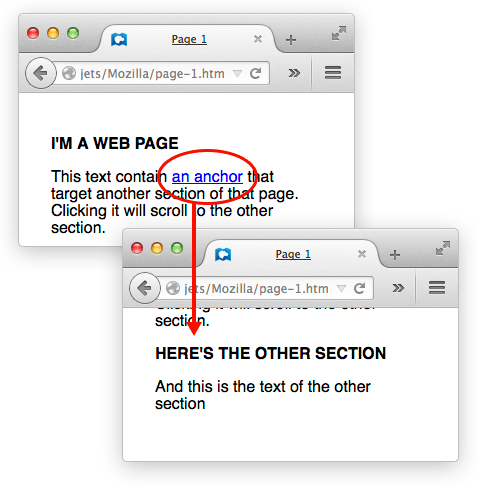 Page 1
jets/Mozilla/page-1.htm
I'M A WEB PAGE
This text contain an anchor that
target another section of that page.
Clicking it will scroll to the other
section.
Page 1
jets/Mozilla/page-1.htm
Clicking it will scroll to the other
section.
HERE'S THE OTHER SECTION
And this is the text of the other
section